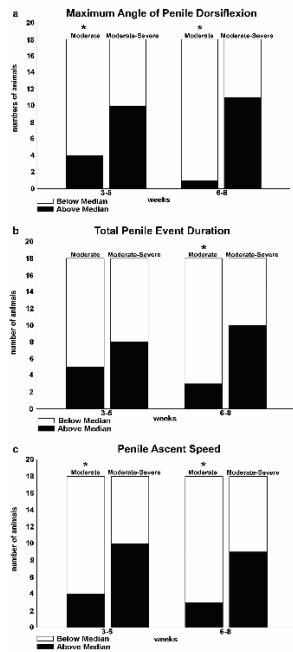 a
Maximum Angle of Penile Dorsiflexion
numbers of animals
20
18
16
14
12
10
8
6
4
2
0
* *
Moderate Moderate-Severe Moderate Moderate-Severe
3-5 6-8
weeks
Below Median
Above Median
b
Total Penile Event Duration
number of animals
20
18
16
14
12
10
8
6
4
2
0
*
Moderate Moderate-Severe Moderate Moderate-Severe
3-5 6-8
weeks
Below Median
Above Median
c
Penile Ascent Speed
number of animals
20
18
16
14
12
10
8
6
4
2
0
* *
Moderate Moderate-Severe Moderate Moderate-Severe
3-5 6-8
weeks
Below Median
Above Median